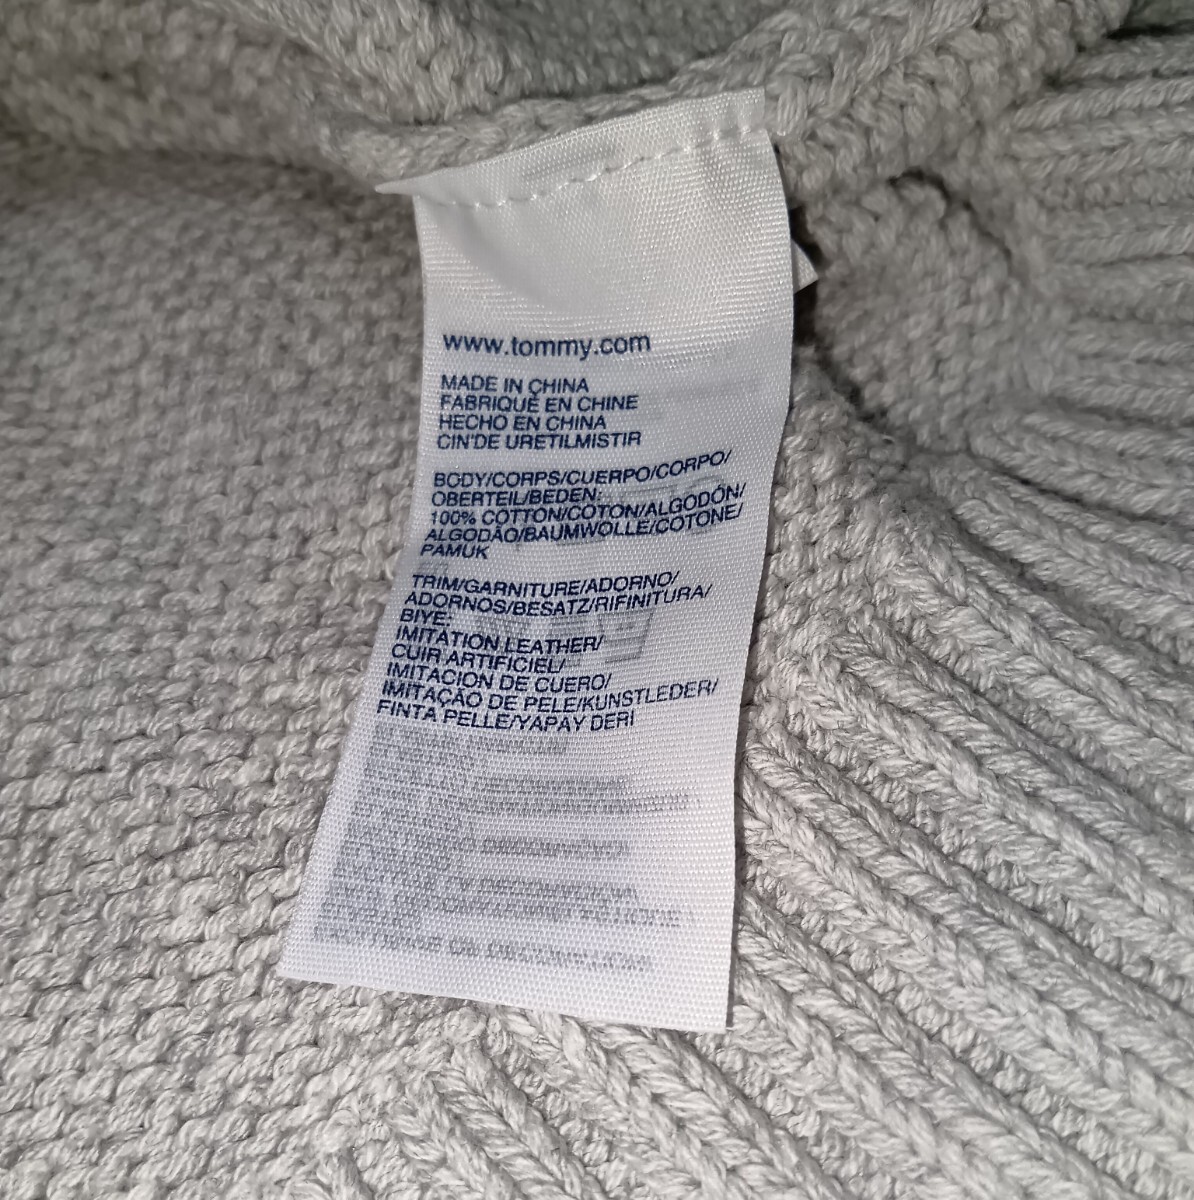 www.tommy.com
MADE IN CHINA
FABRIQUÉ EN CHINE
HECHO EN CHINA
CIN'DE URETILMISTIR
BODY/CORPS/CUERPO/CORPO/
OBERTEIL/BEDEN:
100% COTTON/COTON/ALGODÓN/
ALGODÃO/BAUMWOLLE/COTONE/
PAMUK
TRIM/GARNITURE/ADORNO/
ADORNOS/BESATZ/RIFINITURA/
BIYE:
IMITATION LEATHER/
CUIR ARTIFICIEL/
IMITACION DE CUERO/
IMITAÇAO DE PELE/KUNSTLEDER/
FINTA PELLE/YAPAY DERI